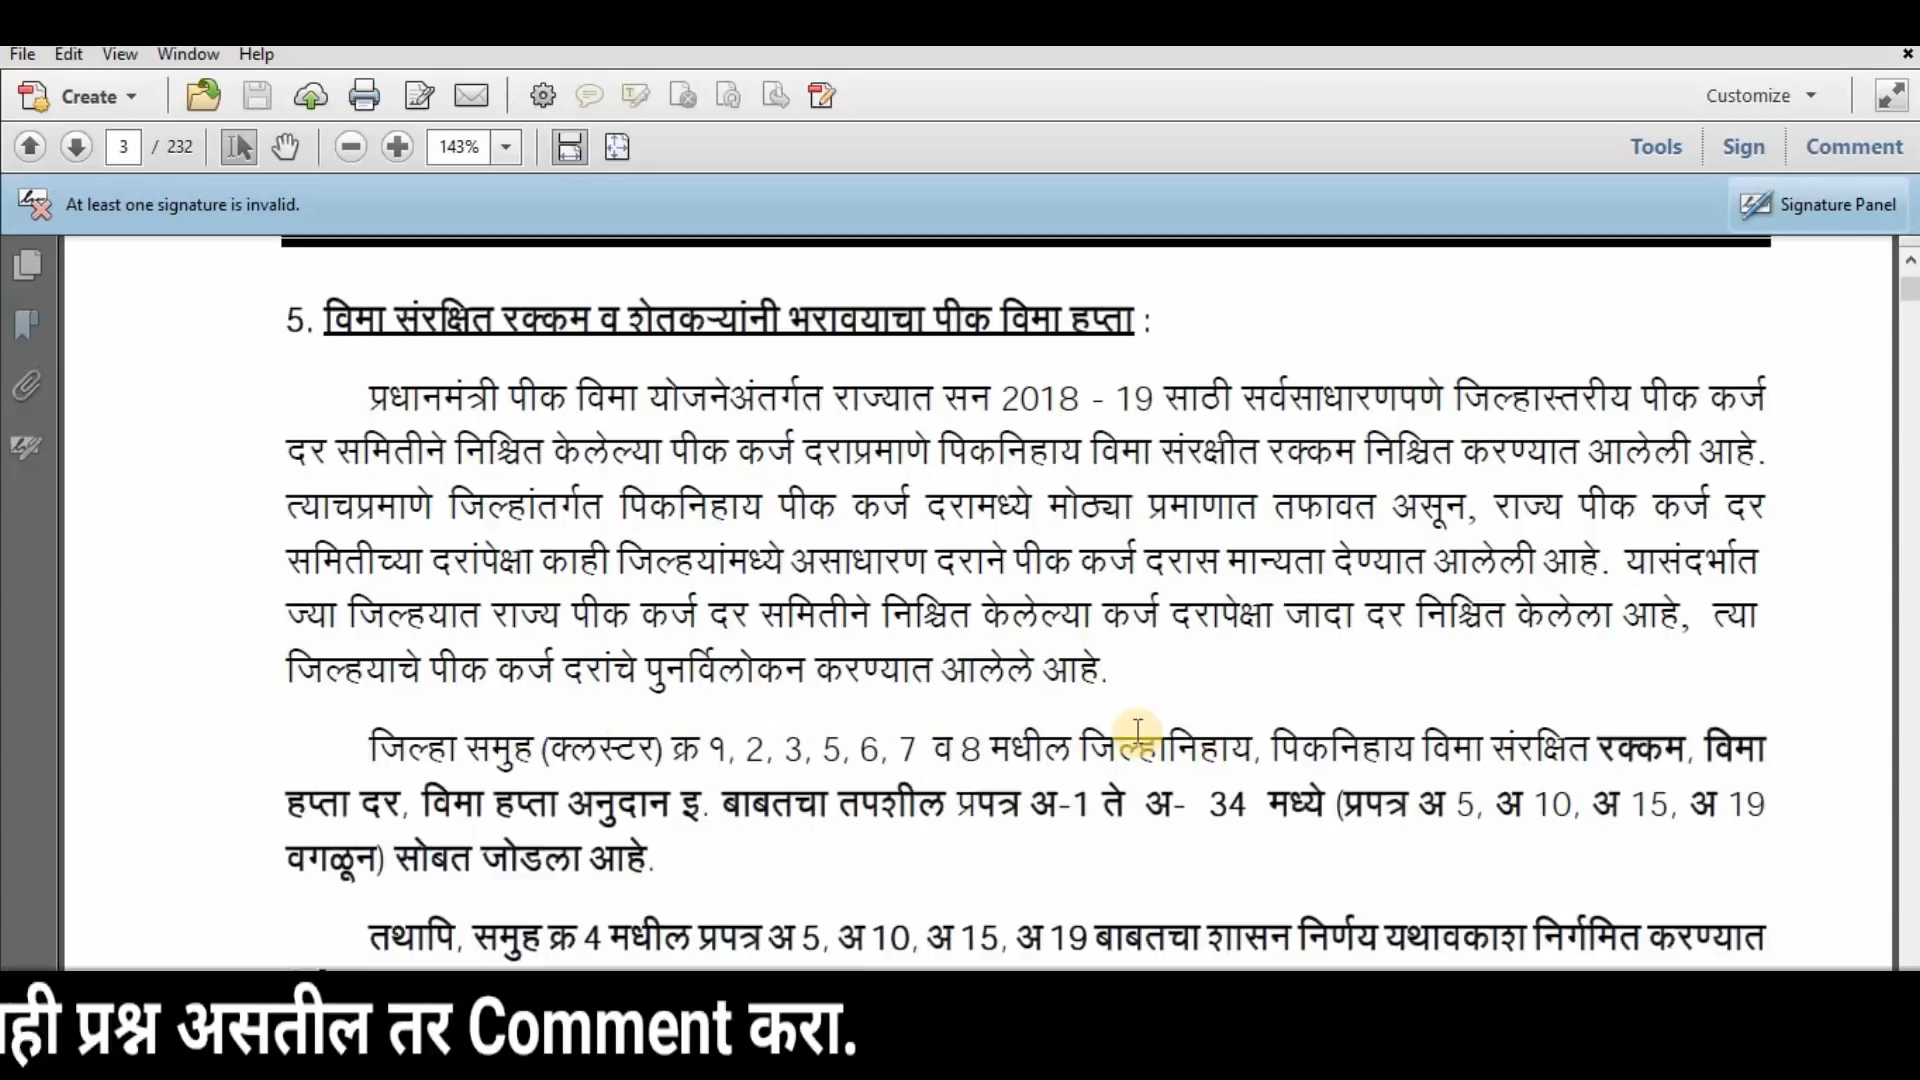 File Edit View Window Help
Create Customize
3 / 232 143% Tools Sign Comment
At least one signature is invalid. Signature Panel
5. विमा संरक्षित रक्कम व शेतकऱ्यांनी भरावयाचा पीक विमा हप्ता :
प्रधानमंत्री पीक विमा योजनेअंतर्गत राज्यात सन 2018 - 19 साठी सर्वसाधारणपणे जिल्हास्तरीय पीक कर्ज
दर समितीने निश्चित केलेल्या पीक कर्ज दराप्रमाणे पिकनिहाय विमा संरक्षीत रक्कम निश्चित करण्यात आलेली आहे.
त्याचप्रमाणे जिल्हांतर्गत पिकनिहाय पीक कर्ज दरामध्ये मोठ्या प्रमाणात तफावत असून, राज्य पीक कर्ज दर
समितीच्या दरांपेक्षा काही जिल्हयांमध्ये असाधारण दराने पीक कर्ज दरास मान्यता देण्यात आलेली आहे. यासंदर्भात
ज्या जिल्हयात राज्य पीक कर्ज दर समितीने निश्चित केलेल्या कर्ज दरापेक्षा जादा दर निश्चित केलेला आहे, त्या
जिल्हयाचे पीक कर्ज दरांचे पुनर्विलोकन करण्यात आलेले आहे.
जिल्हा समुह (क्लस्टर) क्र १, 2, 3, 5, 6, 7 व 8 मधील जिल्हानिहाय, पिकनिहाय विमा संरक्षित रक्कम, विमा
हप्ता दर, विमा हप्ता अनुदान इ. बाबतचा तपशील प्रपत्र अ-1 ते अ- 34 मध्ये (प्रपत्र अ 5, अ 10, अ 15, अ 19
वगळून) सोबत जोडला आहे.
तथापि, समुह क्र 4 मधील प्रपत्र अ 5, अ 10, अ 15, अ 19 बाबतचा शासन निर्णय यथावकाश निर्गमित करण्यात
ही प्रश्न असतील तर Comment करा.